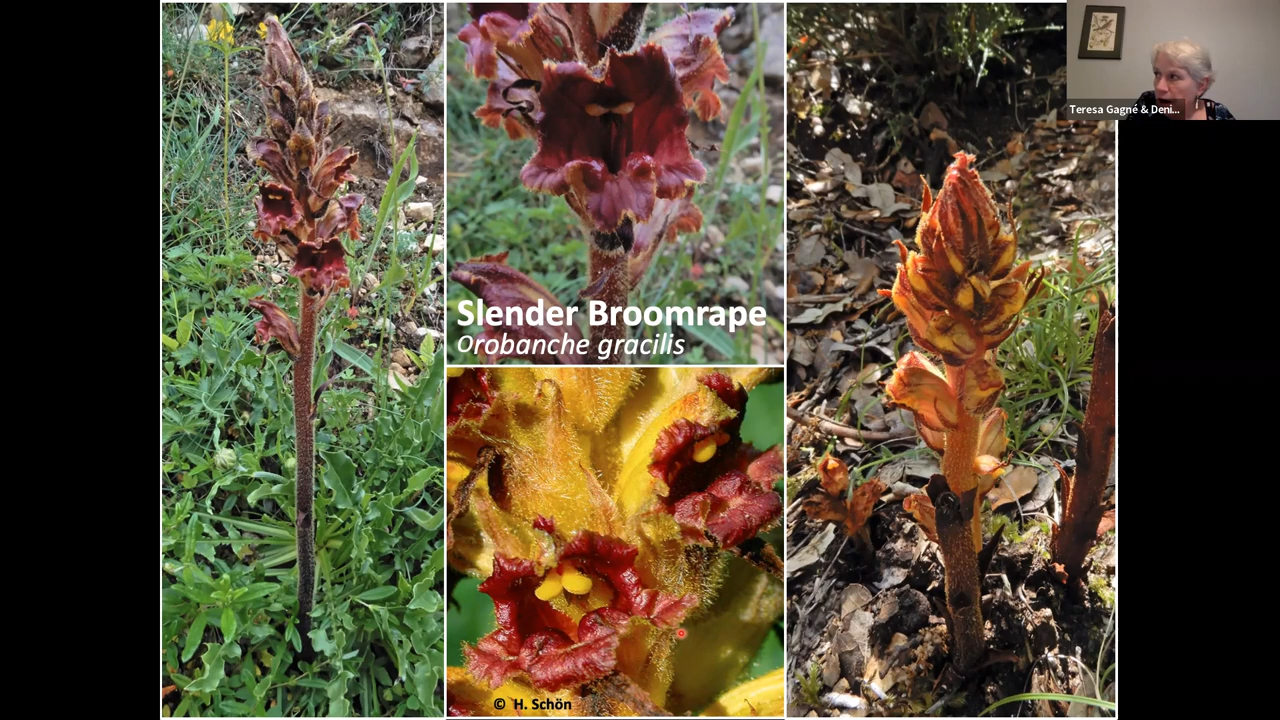 Teresa Gagné & Deni...
Slender Broomrape
Orobanche gracilis
© H. Schön